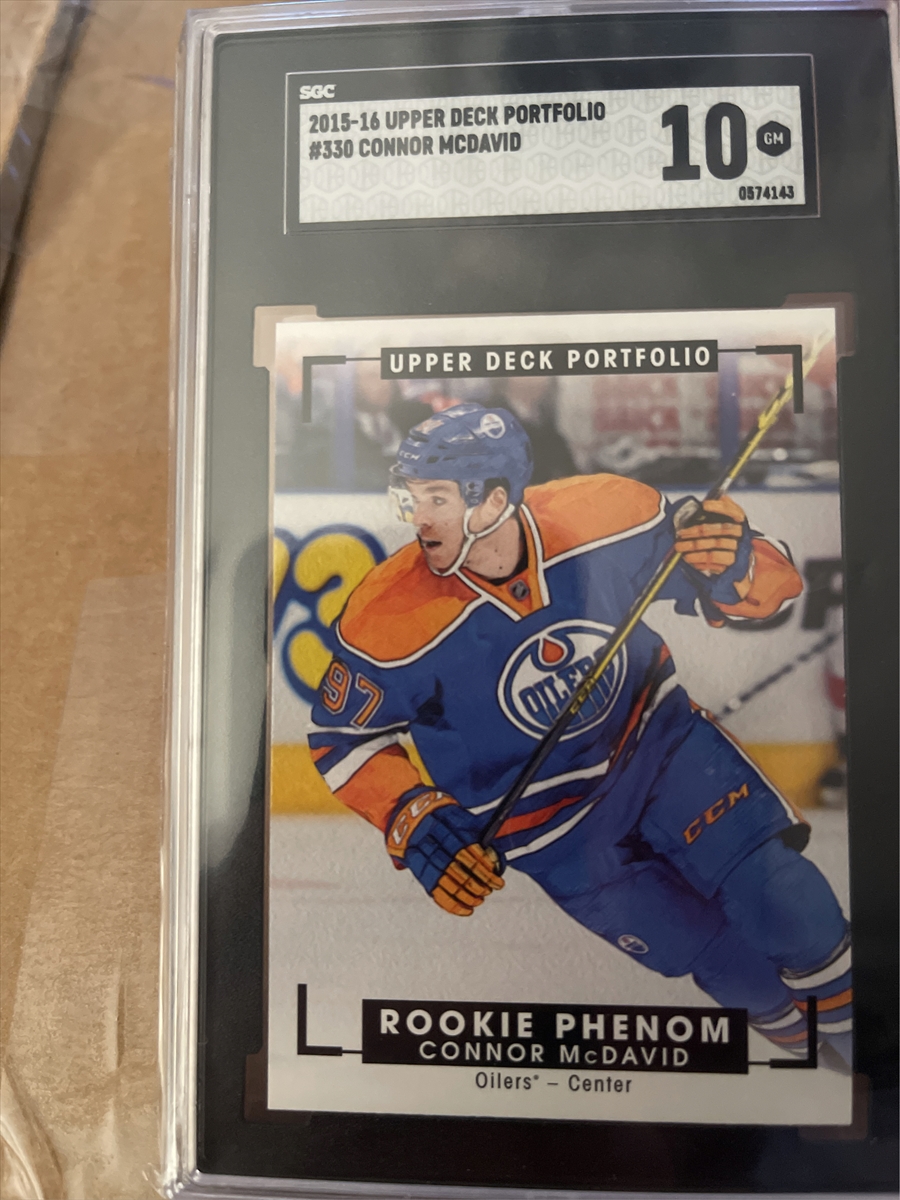 SGC
2015-16 UPPER DECK PORTFOLIO
#330 CONNOR MCDAVID
10
GM
0574143
UPPER DECK PORTFOLIO
CCM
97
OILERS
CCM
ROOKIE PHENOM
CONNOR McDAVID
Oilers* – Center